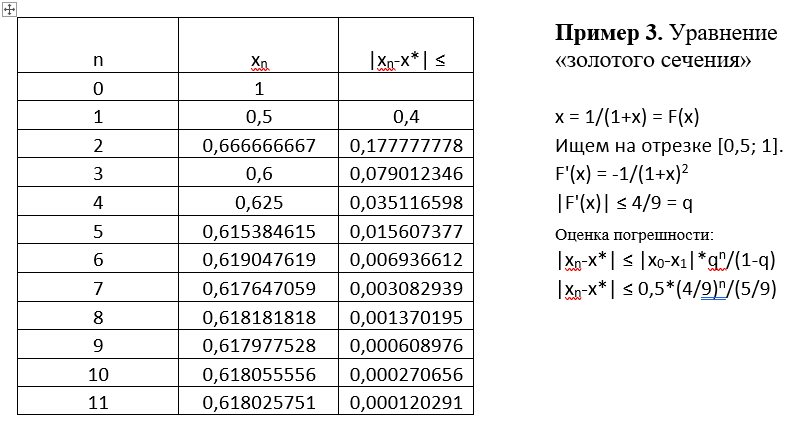 n	xn	|xn-x*| ≤
0	1
1	0,5	0,4
2	0,666666667	0,177777778
3	0,6	0,079012346
4	0,625	0,035116598
5	0,615384615	0,015607377
6	0,619047619	0,006936612
7	0,617647059	0,003082939
8	0,618181818	0,001370195
9	0,617977528	0,000608976
10	0,618055556	0,000270656
11	0,618025751	0,000120291
Пример 3. Уравнение
«золотого сечения»
x = 1/(1+x) = F(x)
Ищем на отрезке [0,5; 1].
F'(x) = -1/(1+x)²
|F'(x)| ≤ 4/9 = q
Оценка погрешности:
|xn-x*| ≤ |x₀-x₁|*qⁿ/(1-q)
|xn-x*| ≤ 0,5*(4/9)ⁿ/(5/9)